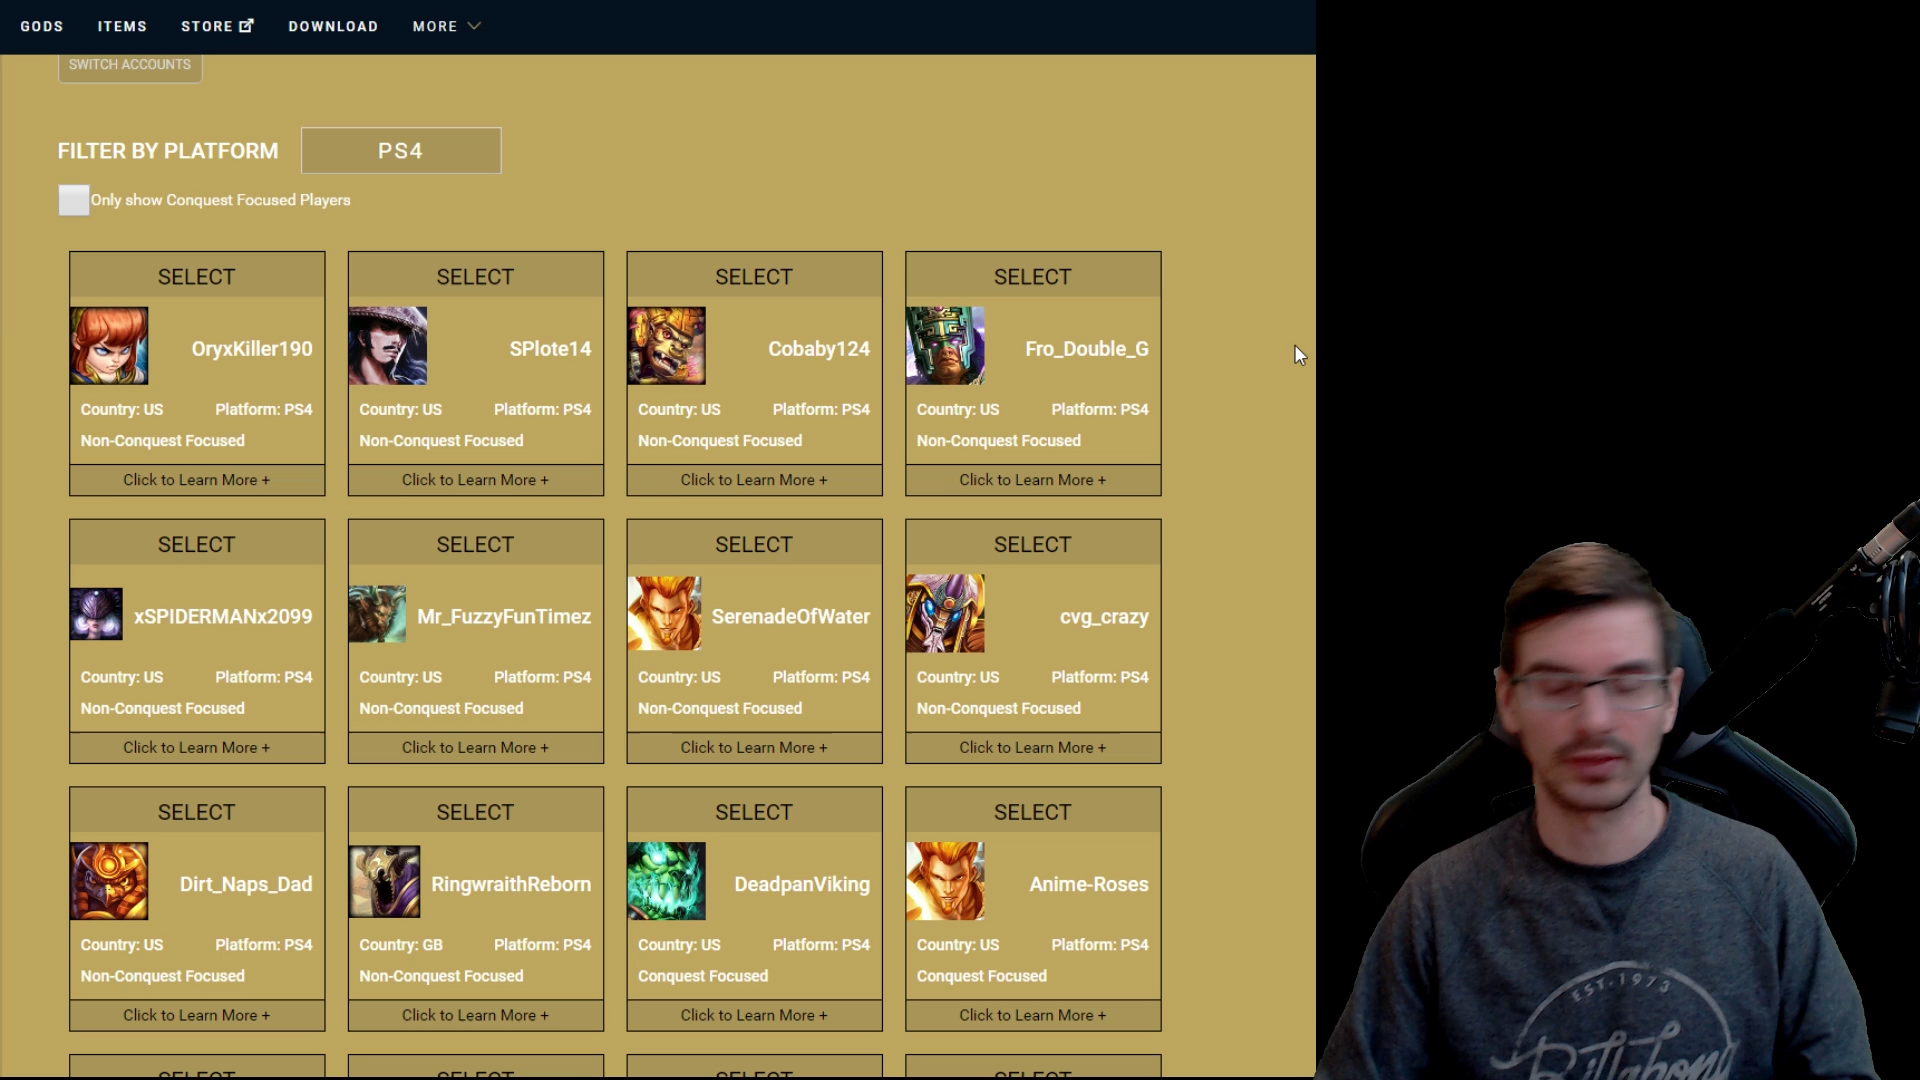 GODS ITEMS STORE DOWNLOAD MORE
SWITCH ACCOUNTS
FILTER BY PLATFORM PS4
Only show Conquest Focused Players
SELECT SELECT SELECT SELECT
OryxKiller190 SPlote14 Cobaby124 Fro_Double_G
Country: US Platform: PS4 Country: US Platform: PS4 Country: US Platform: PS4 Country: US Platform: PS4
Non-Conquest Focused Non-Conquest Focused Non-Conquest Focused Non-Conquest Focused
Click to Learn More + Click to Learn More + Click to Learn More + Click to Learn More +
SELECT SELECT SELECT SELECT
xSPIDERMANx2099 Mr_FuzzyFunTimez SerenadeOfWater cvg_crazy
Country: US Platform: PS4 Country: US Platform: PS4 Country: US Platform: PS4 Country: US Platform: PS4
Non-Conquest Focused Non-Conquest Focused Non-Conquest Focused Non-Conquest Focused
Click to Learn More + Click to Learn More + Click to Learn More + Click to Learn More +
SELECT SELECT SELECT SELECT
Dirt_Naps_Dad RingwraithReborn DeadpanViking Anime-Roses
Country: US Platform: PS4 Country: GB Platform: PS4 Country: US Platform: PS4 Country: US Platform: PS4
Non-Conquest Focused Non-Conquest Focused Conquest Focused Conquest Focused
Click to Learn More + Click to Learn More + Click to Learn More + Click to Learn More +
SELECT SELECT SELECT SELECT
EST. 1973
Billabong